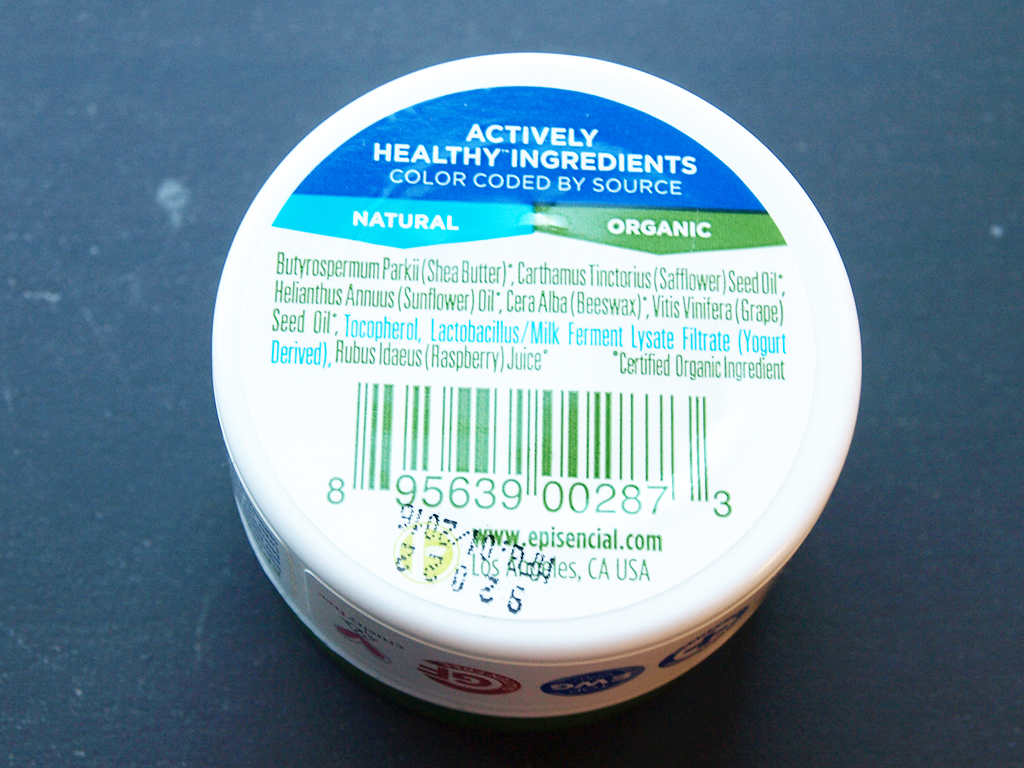 ACTIVELY
HEALTHY™ INGREDIENTS
COLOR CODED BY SOURCE
NATURAL
ORGANIC
Butyrospermum Parkii (Shea Butter)*, Carthamus Tinctorius (Safflower) Seed Oil*,
Helianthus Annuus (Sunflower) Oil*, Cera Alba (Beeswax)*, Vitis Vinifera (Grape)
Seed Oil*, Tocopherol, Lactobacillus/Milk Ferment Lysate Filtrate (Yogurt
Derived), Rubus Idaeus (Raspberry) Juice* *Certified Organic Ingredient
8 95639 00287 3
www.episencial.com
Los Angeles, CA USA
GF